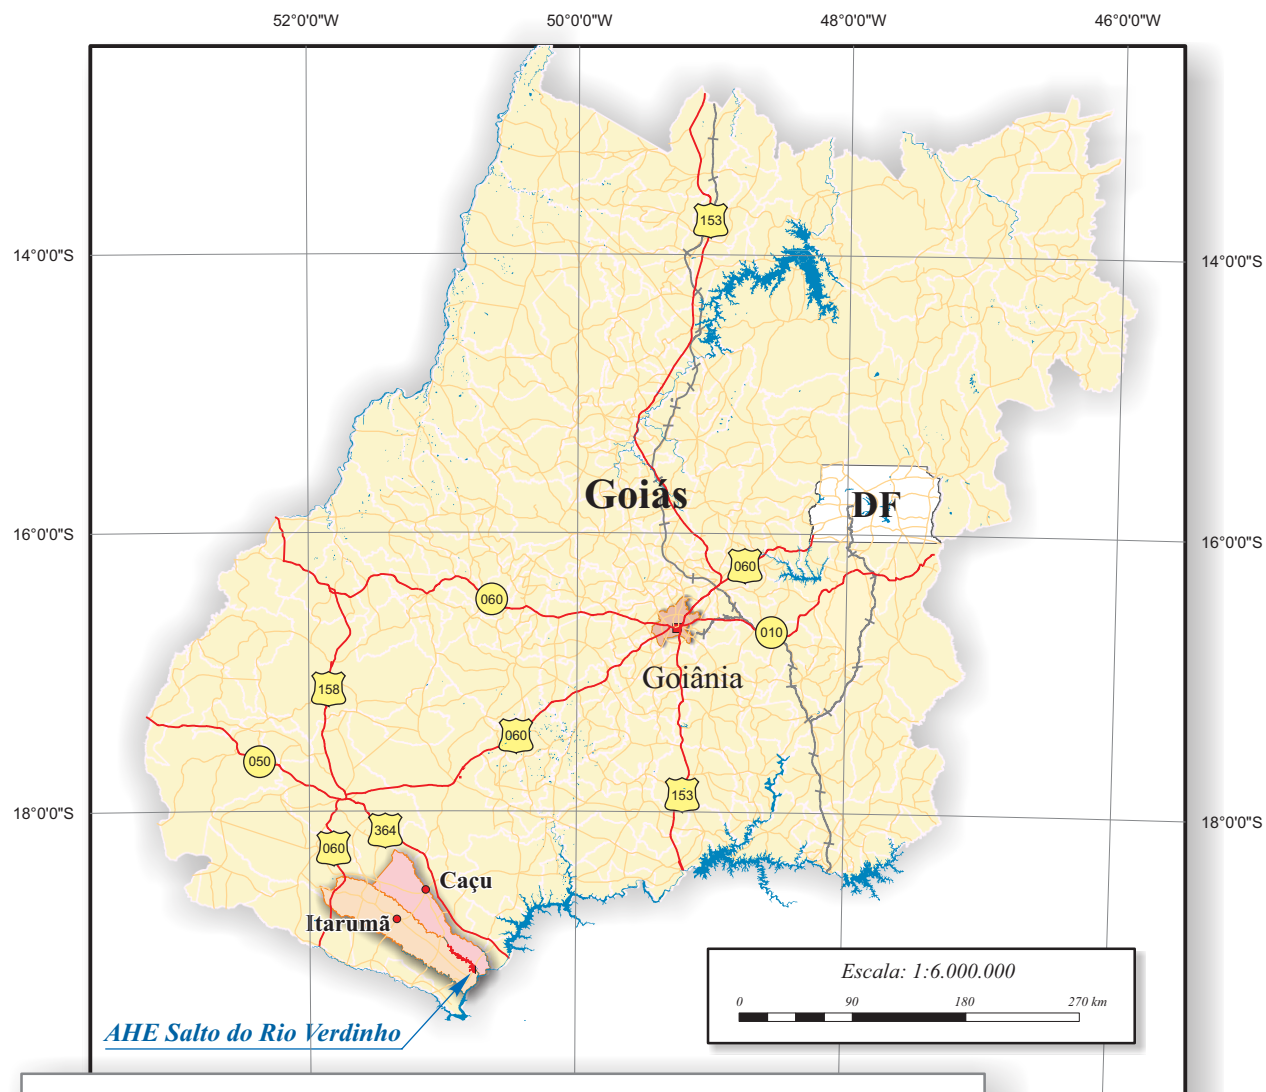 52°0'0"W 50°0'0"W 48°0'0"W 46°0'0"W
153
14°0'0"S 14°0'0"S
Goiás
DF
16°0'0"S 16°0'0"S
060
060
010
Goiânia
158
060
050
153
18°0'0"S 18°0'0"S
364
060
Caçu
Itarumã
Escala: 1:6.000.000
0 90 180 270 km
AHE Salto do Rio Verdinho